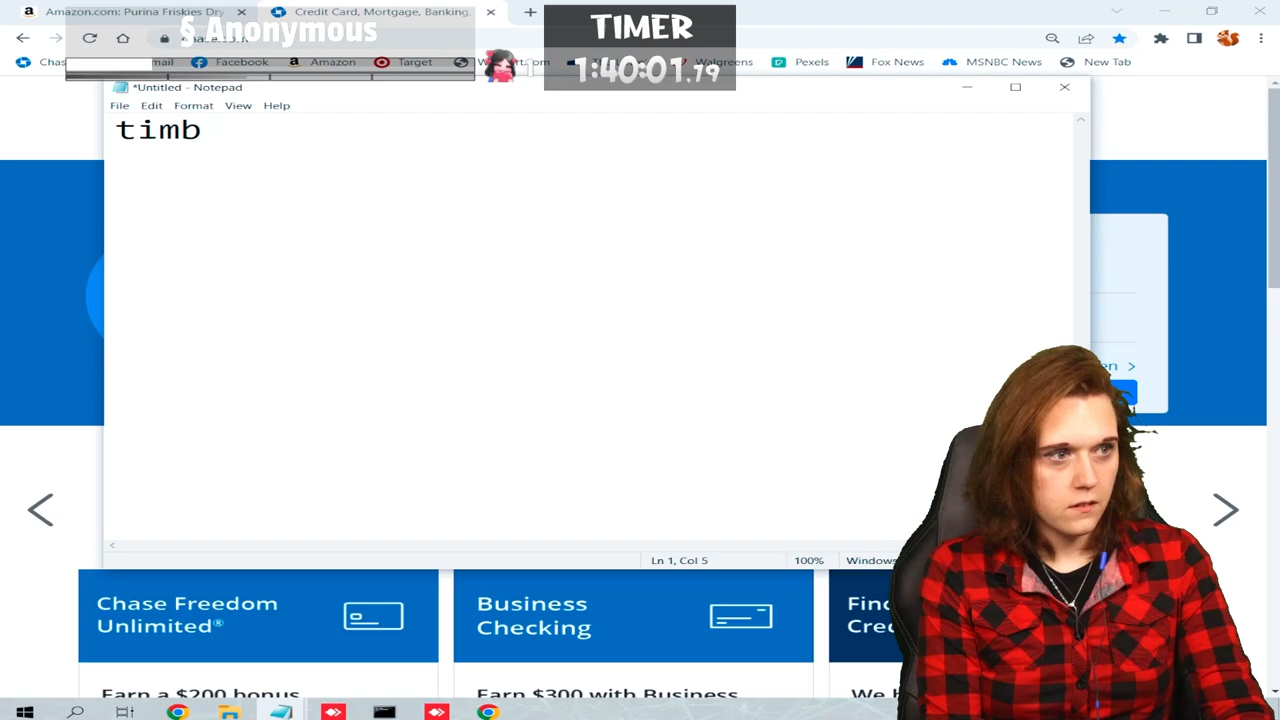 Amazon.com: Purina Friskies Dry
Credit Card, Mortgage, Banking,
§ Anonymous
TIMER
1:40:01.79
Facebook
Amazon
Target
Walgreens
Pexels
Fox News
MSNBC News
New Tab
*Untitled - Notepad
File Edit Format View Help
timb
Ln 1, Col 5
100%
Windows
Chase Freedom
Unlimited®
Business
Checking
Earn a $200 bonus
Earn $300 with Business